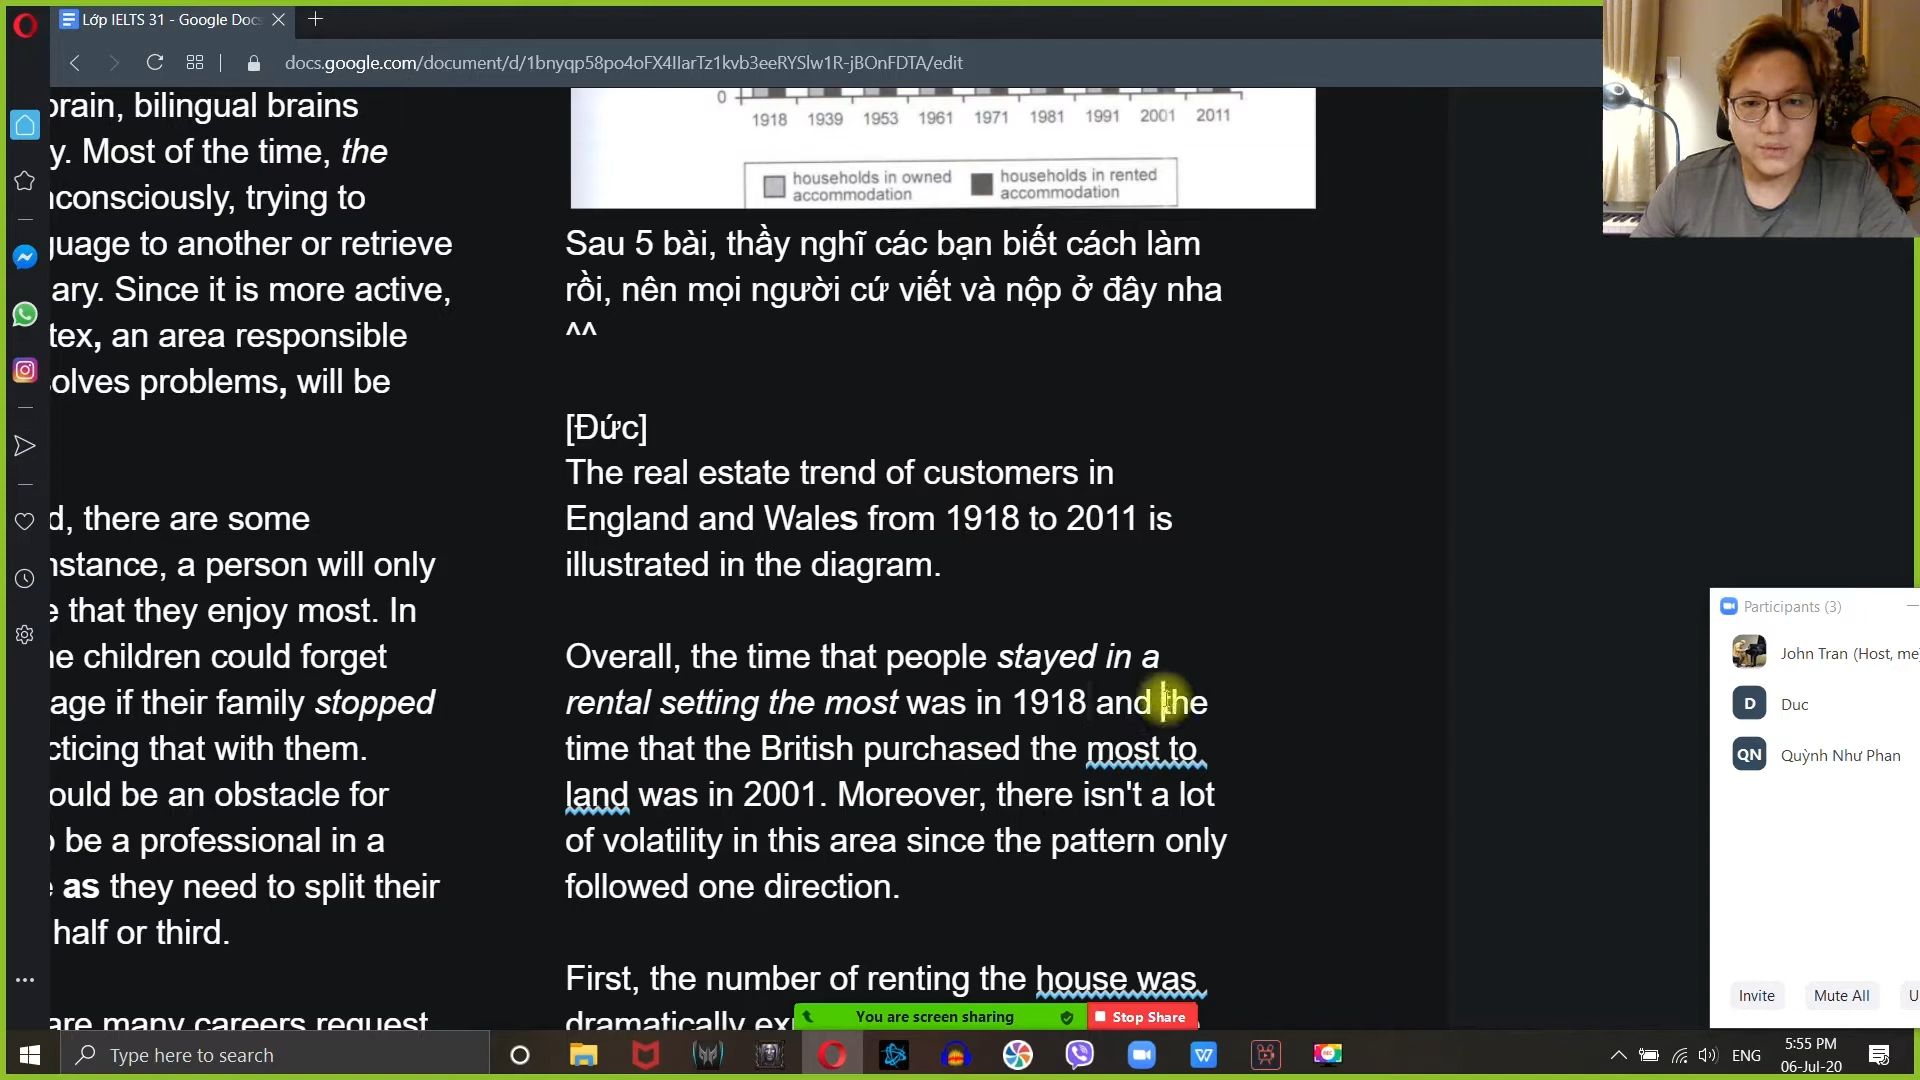 Lớp IELTS 31 - Google Doc
docs.google.com/document/d/1bnyqp58po4oFX4IIarTz1kvb3eeRYSlw1R-jBOnFDTA/edit
brain, bilingual brains
y. Most of the time, the
consciously, trying to
guage to another or retrieve
ary. Since it is more active,
tex, an area responsible
solves problems, will be
d, there are some
nstance, a person will only
e that they enjoy most. In
ne children could forget
age if their family stopped
cticing that with them.
ould be an obstacle for
o be a professional in a
as they need to split their
half or third.
are many careers request
0
1918 1939 1953 1961 1971 1981 1991 2001 2011
households in owned accommodation
households in rented accommodation
Sau 5 bài, thầy nghĩ các bạn biết cách làm
rồi, nên mọi người cứ viết và nộp ở đây nha
^^
[Đức]
The real estate trend of customers in
England and Wales from 1918 to 2011 is
illustrated in the diagram.
Overall, the time that people stayed in a
rental setting the most was in 1918 and the
time that the British purchased the most to
land was in 2001. Moreover, there isn't a lot
of volatility in this area since the pattern only
followed one direction.
First, the number of renting the house was
dramatically
Participants (3)
John Tran (Host, me
D Duc
QN Quỳnh Như Phan
Invite Mute All U
You are screen sharing Stop Share
Type here to search
ENG
5:55 PM
06-Jul-20